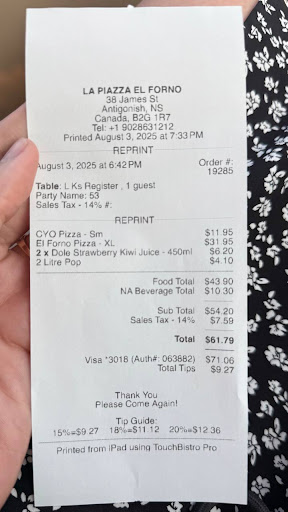 LA PIAZZA EL FORNO
38 James St
Antigonish, NS
Canada, B2G 1R7
Tel: +1 9028631212
Printed August 3, 2025 at 7:33 PM
REPRINT
August 3, 2025 at 6:42 PM Order #:
19285
Table: L Ks Register , 1 guest
Party Name: 53
Sales Tax - 14% #:
REPRINT
CYO Pizza - Sm $11.95
El Forno Pizza - XL $31.95
2 x Dole Strawberry Kiwi Juice - 450ml $6.20
2 Litre Pop $4.10
Food Total $43.90
NA Beverage Total $10.30
Sub Total $54.20
Sales Tax - 14% $7.59
Total $61.79
Visa *3018 (Auth#: 063882) $71.06
Total Tips $9.27
Thank You
Please Come Again!
Tip Guide:
15%=$9.27 18%=$11.12 20%=$12.36
Printed from iPad using TouchBistro Pro